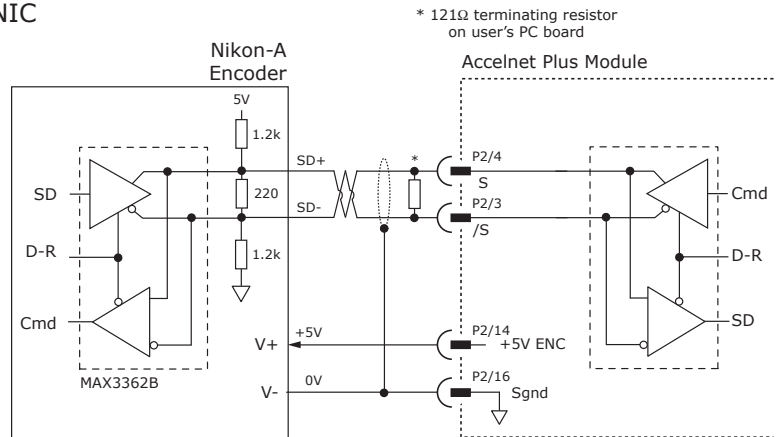 NIC
* 121Ω terminating resistor
on user's PC board
Nikon-A
Encoder
Accelnet Plus Module
5V
1.2k
SD+
*
P2/4
S
SD
220
Cmd
SD-
P2/3
/S
D-R
1.2k
D-R
Cmd
SD
V+
+5V
P2/14
+5V ENC
MAX3362B
V-
0V
P2/16
Sgnd